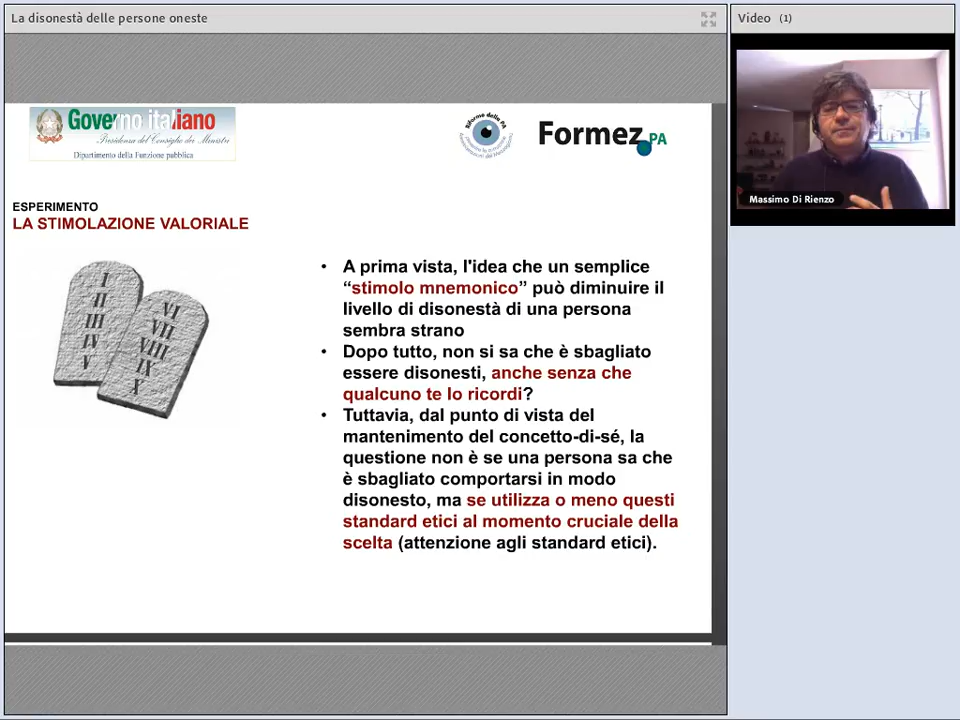 La disonestà delle persone oneste
Video (1)
Governo italiano
Presidenza del Consiglio dei Ministri
Dipartimento della Funzione pubblica
Riforme delle PA
Formez PA
Massimo Di Rienzo
ESPERIMENTO
LA STIMOLAZIONE VALORIALE
I
II
III
IV
V
VI
VII
VIII
IX
X
• A prima vista, l'idea che un semplice
“stimolo mnemonico” può diminuire il
livello di disonestà di una persona
sembra strano
• Dopo tutto, non si sa che è sbagliato
essere disonesti, anche senza che
qualcuno te lo ricordi?
• Tuttavia, dal punto di vista del
mantenimento del concetto-di-sé, la
questione non è se una persona sa che
è sbagliato comportarsi in modo
disonesto, ma se utilizza o meno questi
standard etici al momento cruciale della
scelta (attenzione agli standard etici).